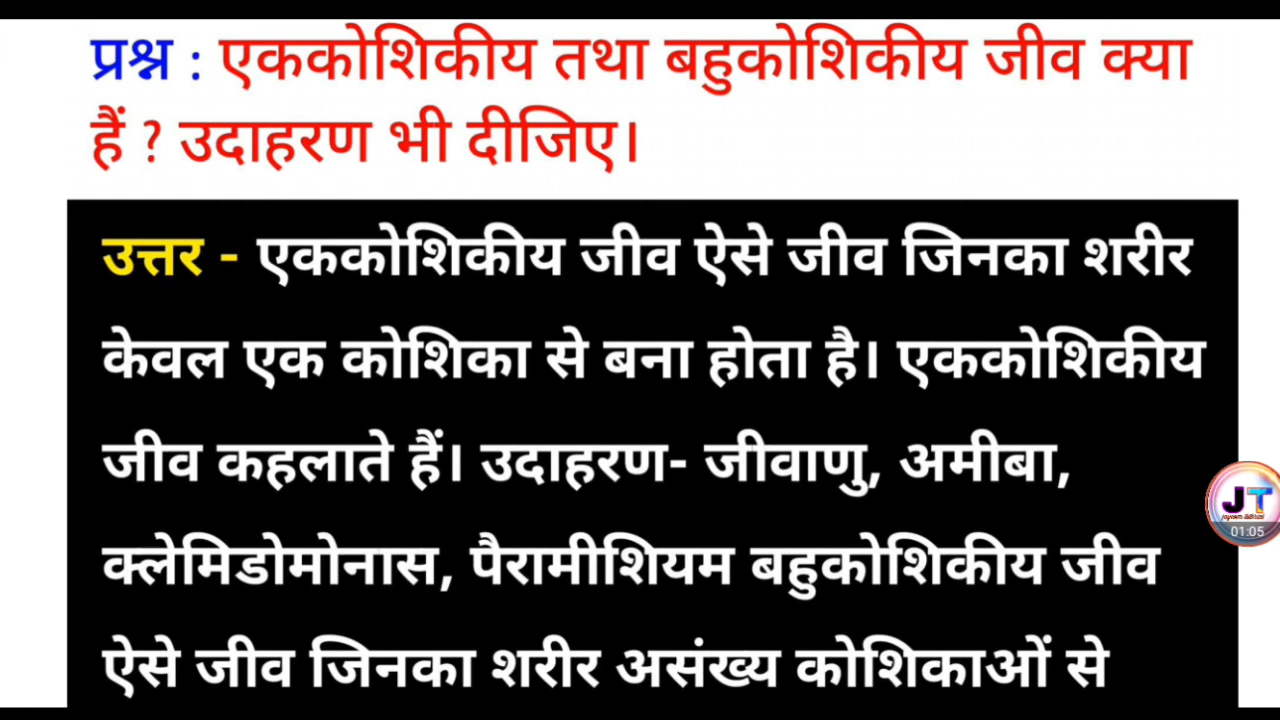 प्रश्न : एककोशिकीय तथा बहुकोशिकीय जीव क्या
हैं ? उदाहरण भी दीजिए।
उत्तर - एककोशिकीय जीव ऐसे जीव जिनका शरीर
केवल एक कोशिका से बना होता है। एककोशिकीय
जीव कहलाते हैं। उदाहरण- जीवाणु, अमीबा,
क्लेमिडोमोनास, पैरामीशियम बहुकोशिकीय जीव
ऐसे जीव जिनका शरीर असंख्य कोशिकाओं से
JT
01:05